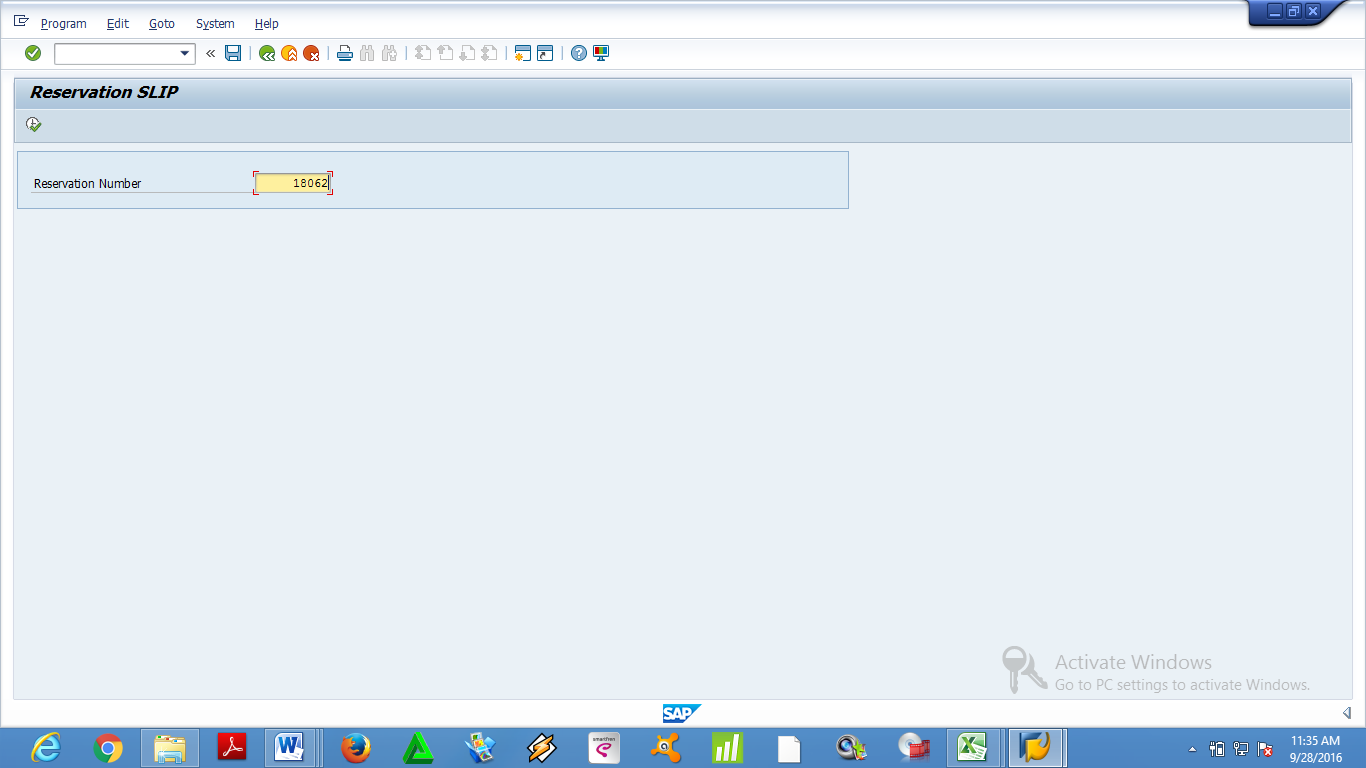 Program Edit Goto System Help
Reservation SLIP
Reservation Number 18062
Activate Windows
Go to PC settings to activate Windows.
SAP
smartfren
11:35 AM
9/28/2016